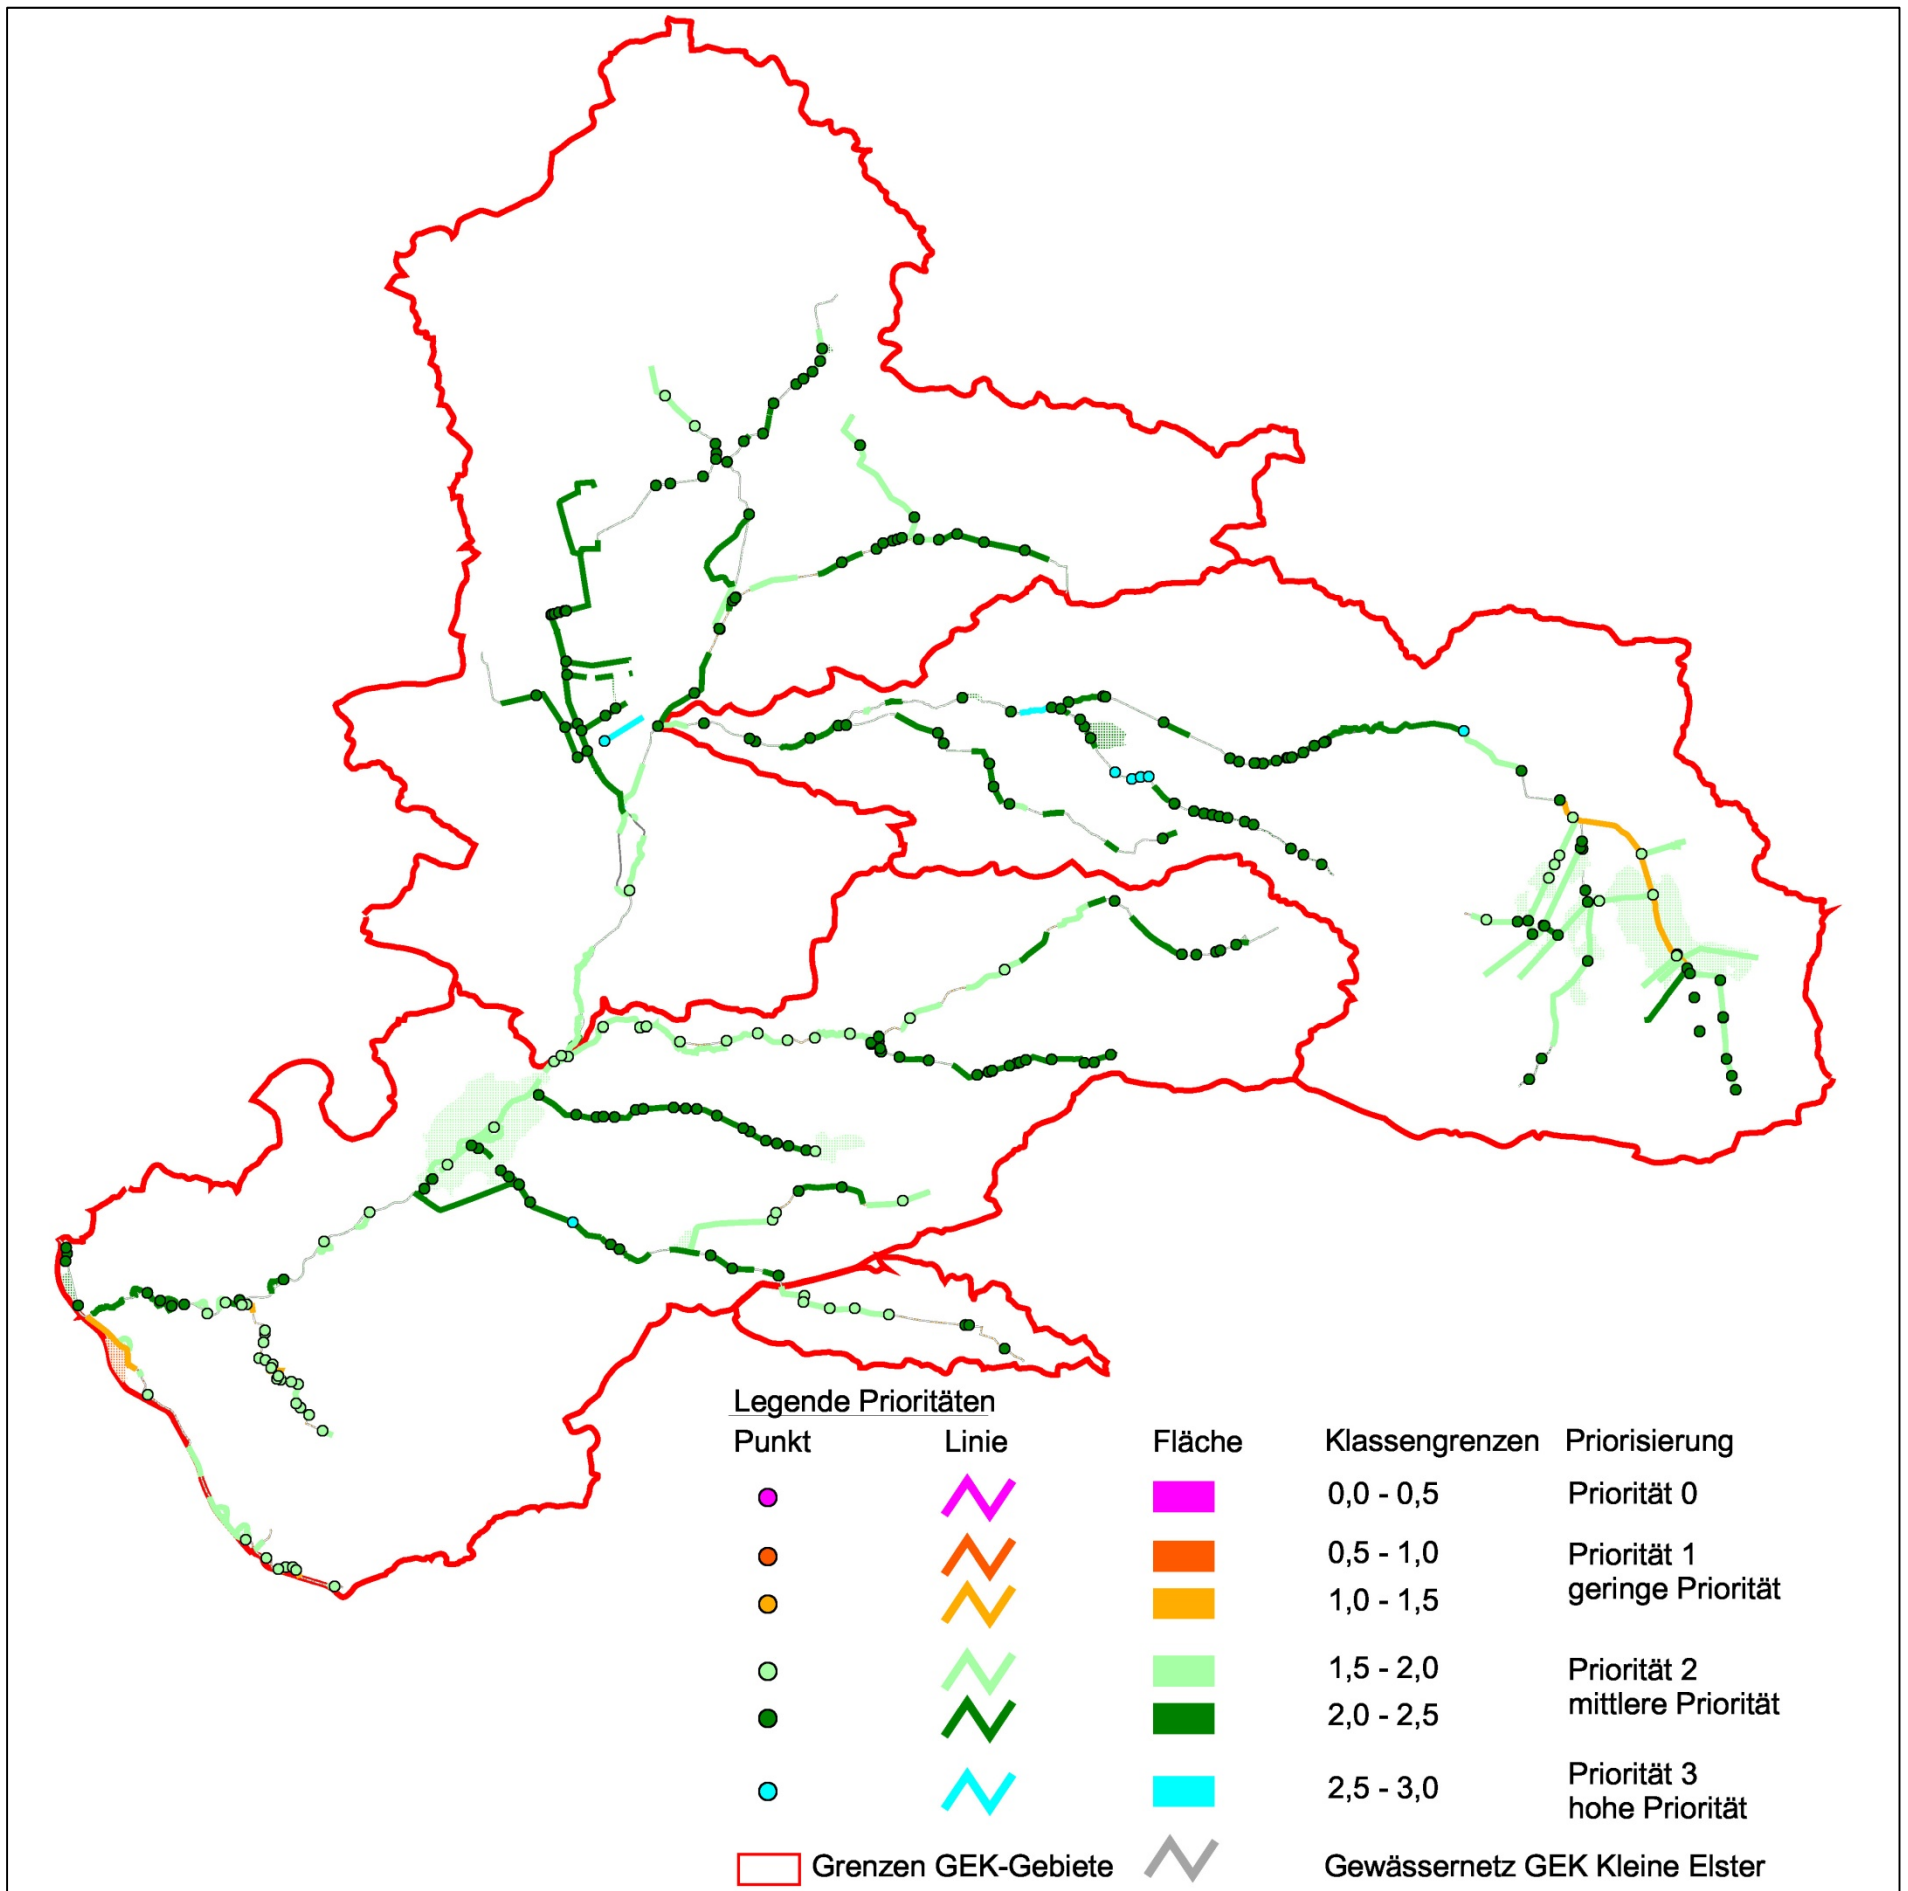 Legende Prioritäten
Punkt Linie Fläche Klassengrenzen Priorisierung
0,0 - 0,5 Priorität 0
0,5 - 1,0 Priorität 1
geringe Priorität
1,0 - 1,5
1,5 - 2,0 Priorität 2
mittlere Priorität
2,0 - 2,5
2,5 - 3,0 Priorität 3
hohe Priorität
Grenzen GEK-Gebiete Gewässernetz GEK Kleine Elster